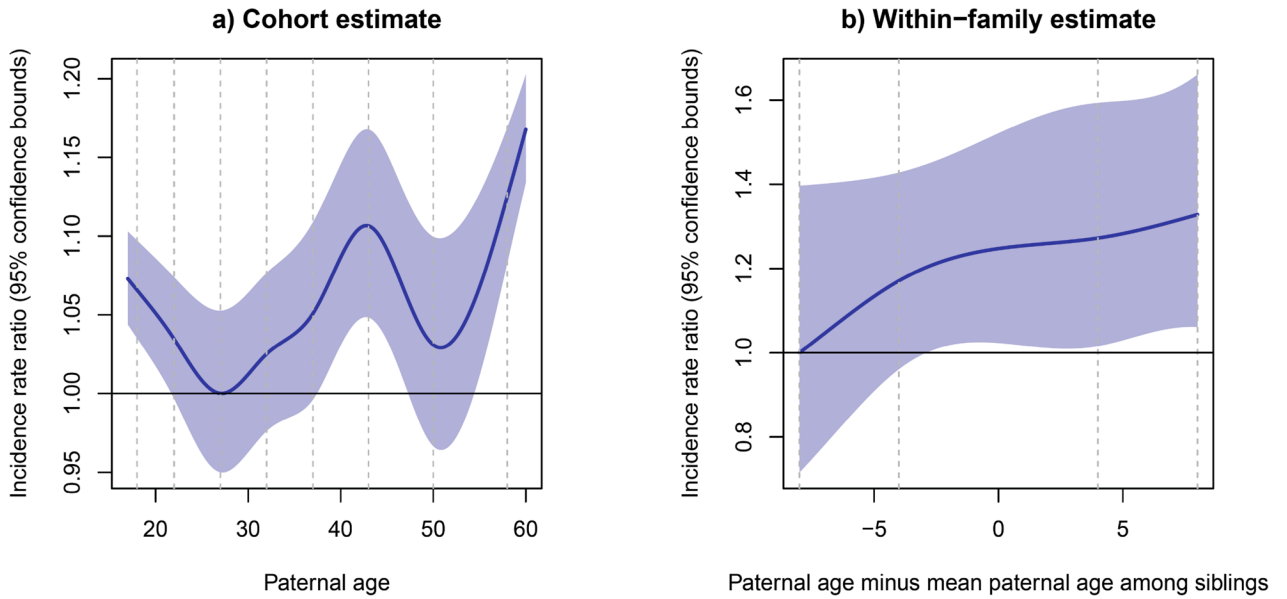 a) Cohort estimate
Incidence rate ratio (95% confidence bounds)
1.20
1.15
1.10
1.05
1.00
0.95
20 30 40 50 60
Paternal age
b) Within−family estimate
Incidence rate ratio (95% confidence bounds)
1.6
1.4
1.2
1.0
0.8
−5 0 5
Paternal age minus mean paternal age among siblings